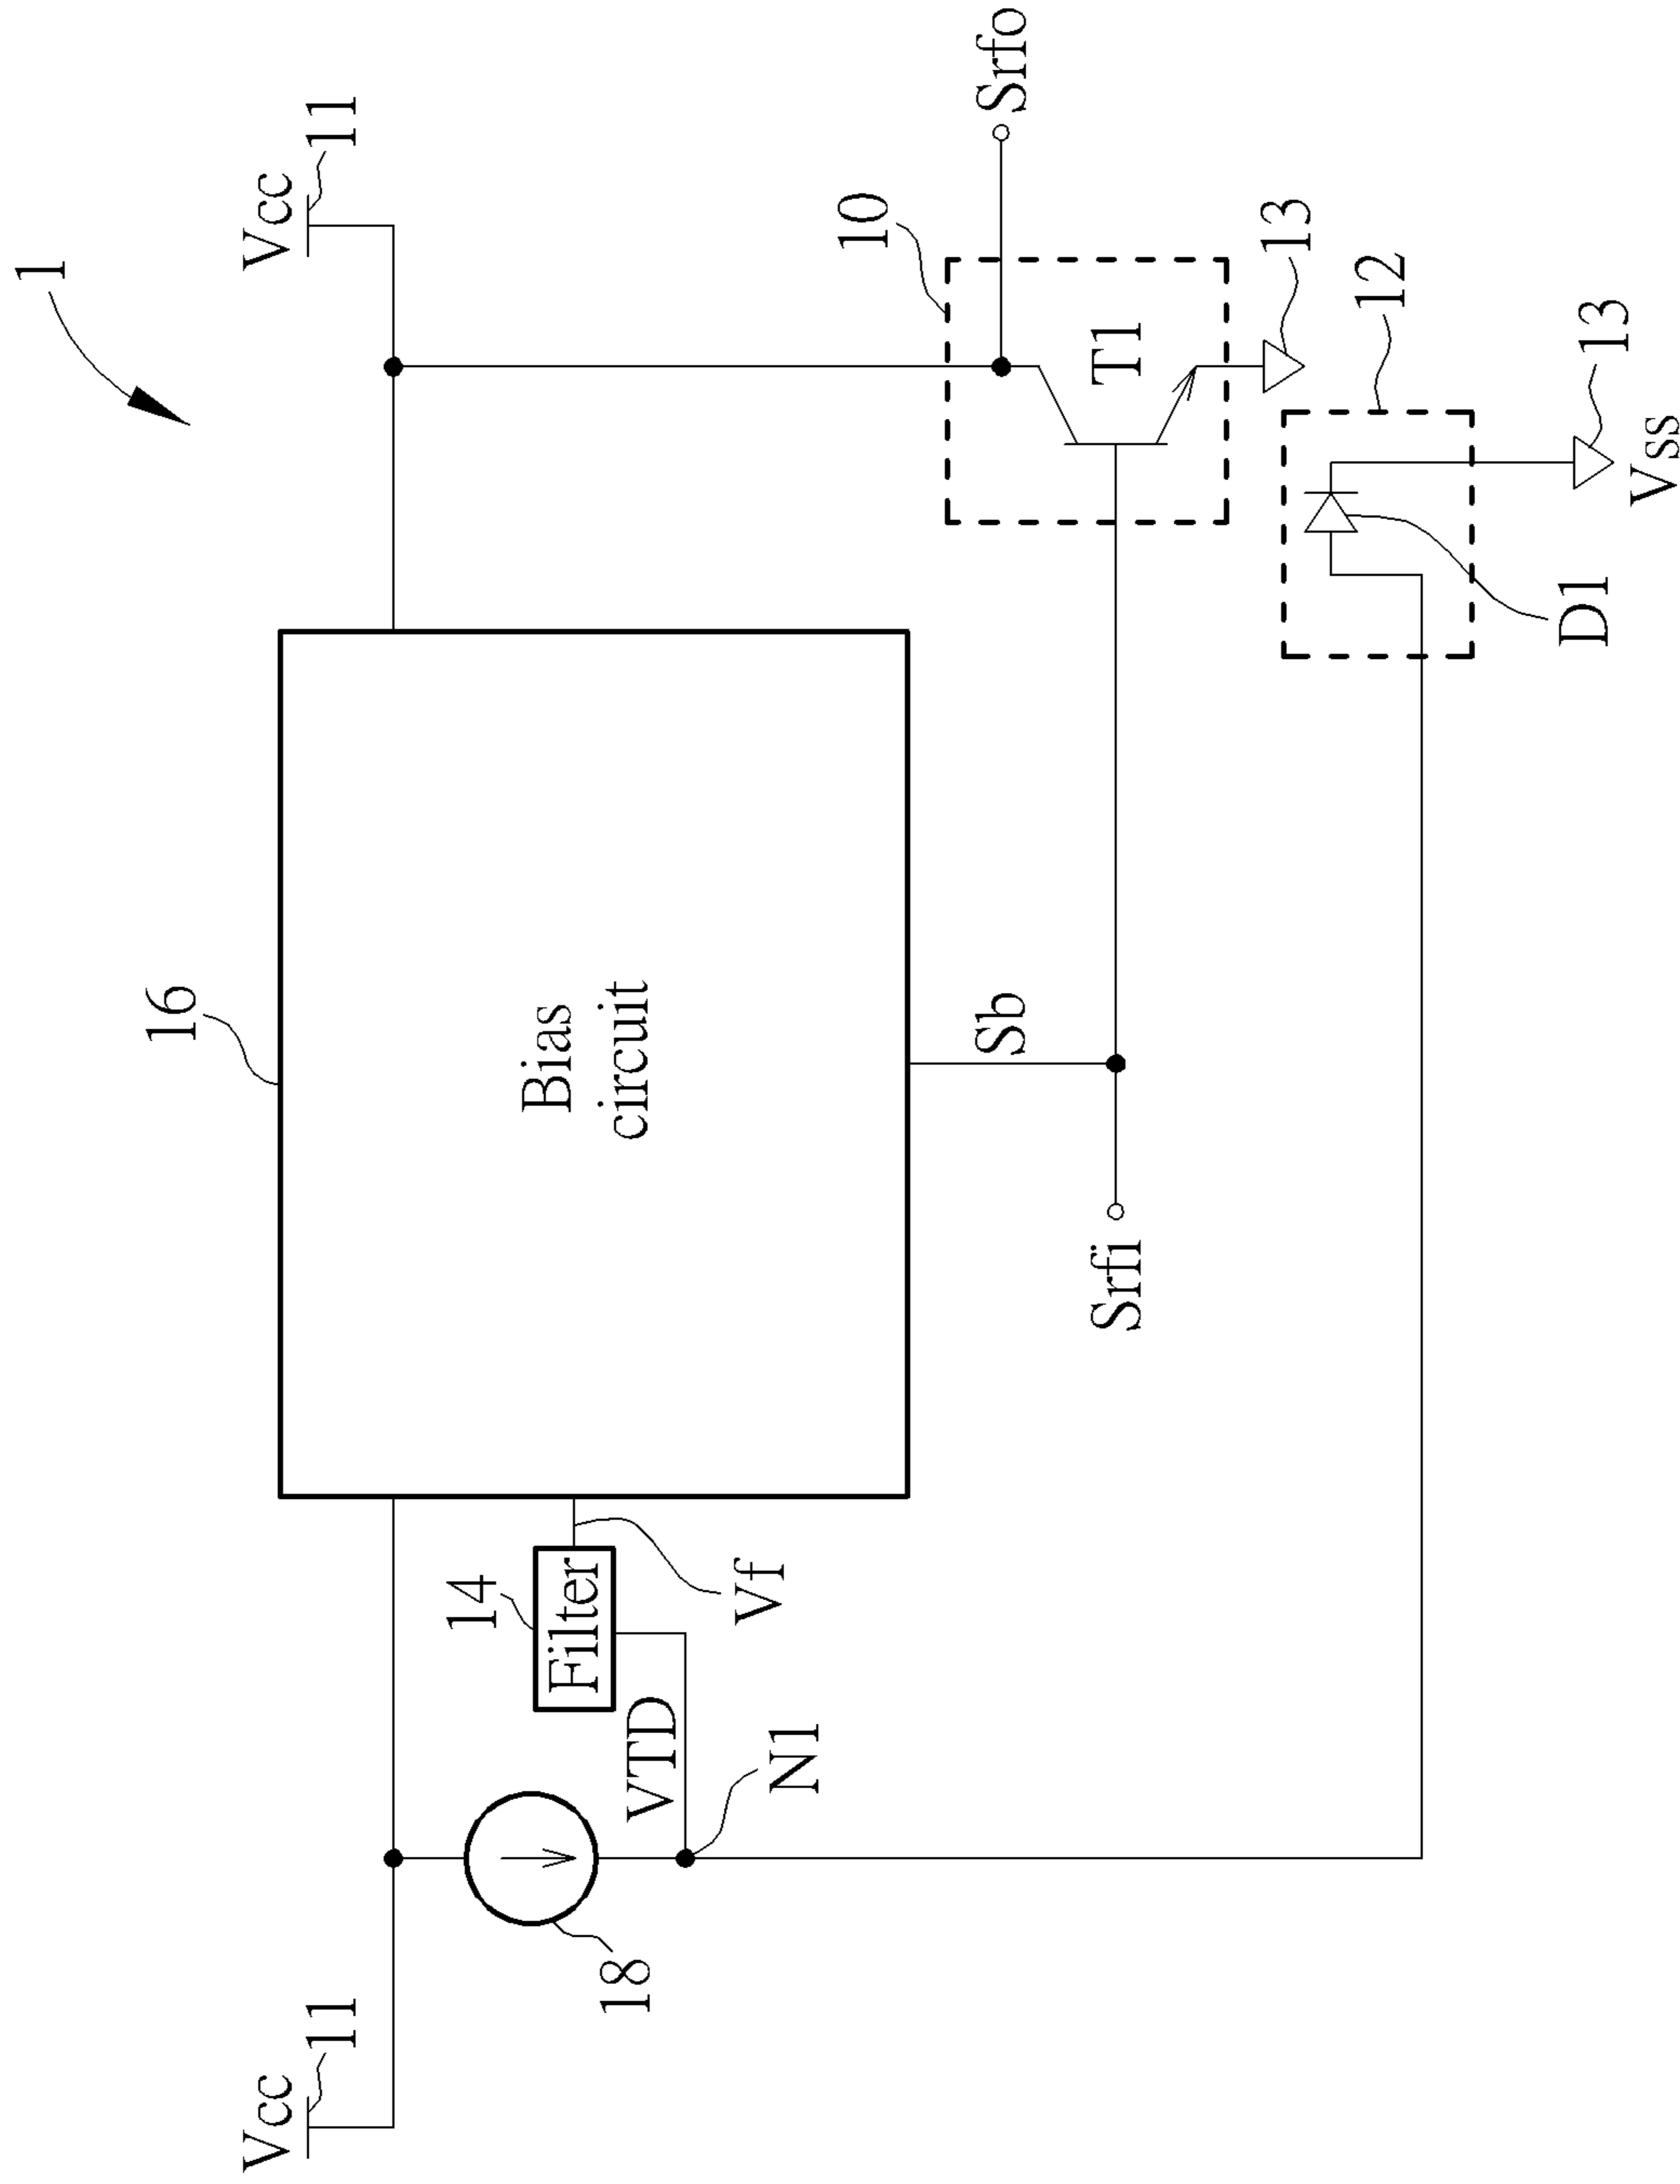 1
Vcc
11
Vcc
11
16
Bias
circuit
18
VTD
N1
14
Filter
Vf
Sb
Srfi
10
T1
Srfo
13
12
D1
13
Vss